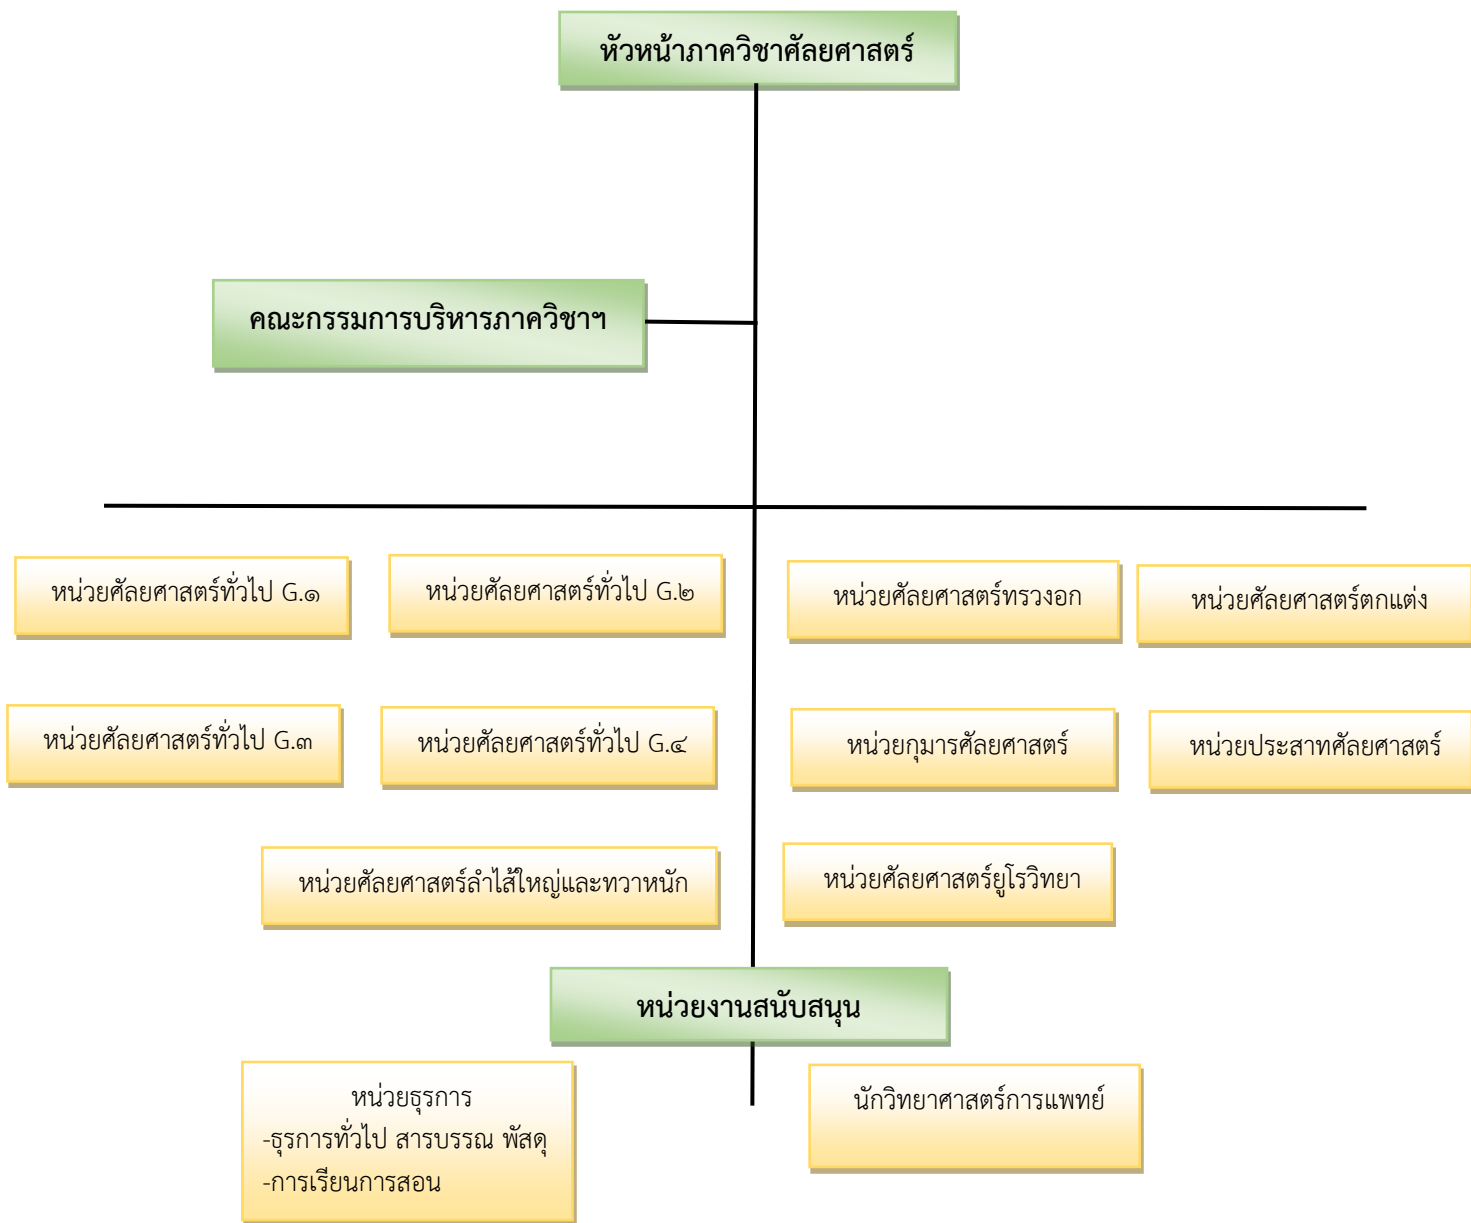 หัวหน้าภาควิชาศัลยศาสตร์
คณะกรรมการบริหารภาควิชาฯ
หน่วยศัลยศาสตร์ทั่วไป G.๑
หน่วยศัลยศาสตร์ทั่วไป G.๒
หน่วยศัลยศาสตร์ทรวงอก
หน่วยศัลยศาสตร์ตกแต่ง
หน่วยศัลยศาสตร์ทั่วไป G.๓
หน่วยศัลยศาสตร์ทั่วไป G.๔
หน่วยกุมารศัลยศาสตร์
หน่วยประสาทศัลยศาสตร์
หน่วยศัลยศาสตร์ลำไส้ใหญ่และทวาหนัก
หน่วยศัลยศาสตร์ยูโรวิทยา
หน่วยงานสนับสนุน
หน่วยธุรการ
-ธุรการทั่วไป สารบรรณ พัสดุ
-การเรียนการสอน
นักวิทยาศาสตร์การแพทย์